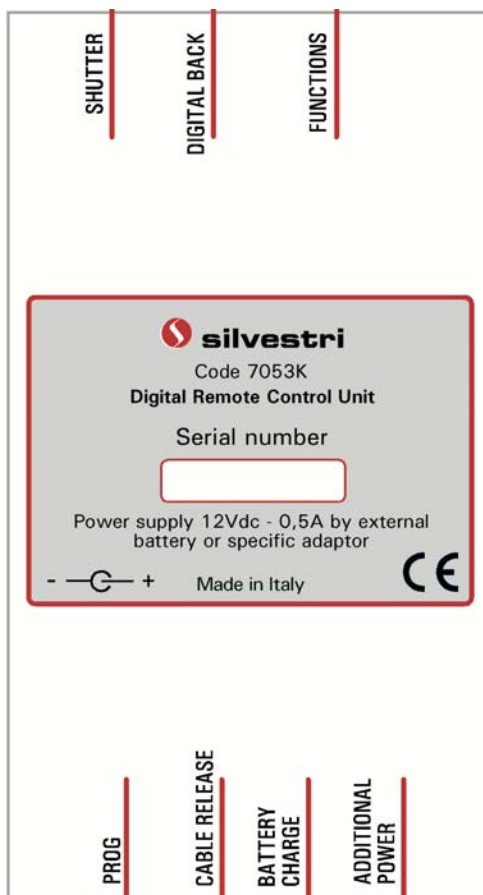 SHUTTER
DIGITAL BACK
FUNCTIONS
silvestri
Code 7053K
Digital Remote Control Unit
Serial number
Power supply 12Vdc - 0,5A by external
battery or specific adaptor
- +
Made in Italy
CE
PROG
CABLE RELEASE
BATTERY
CHARGE
ADDITIONAL
POWER